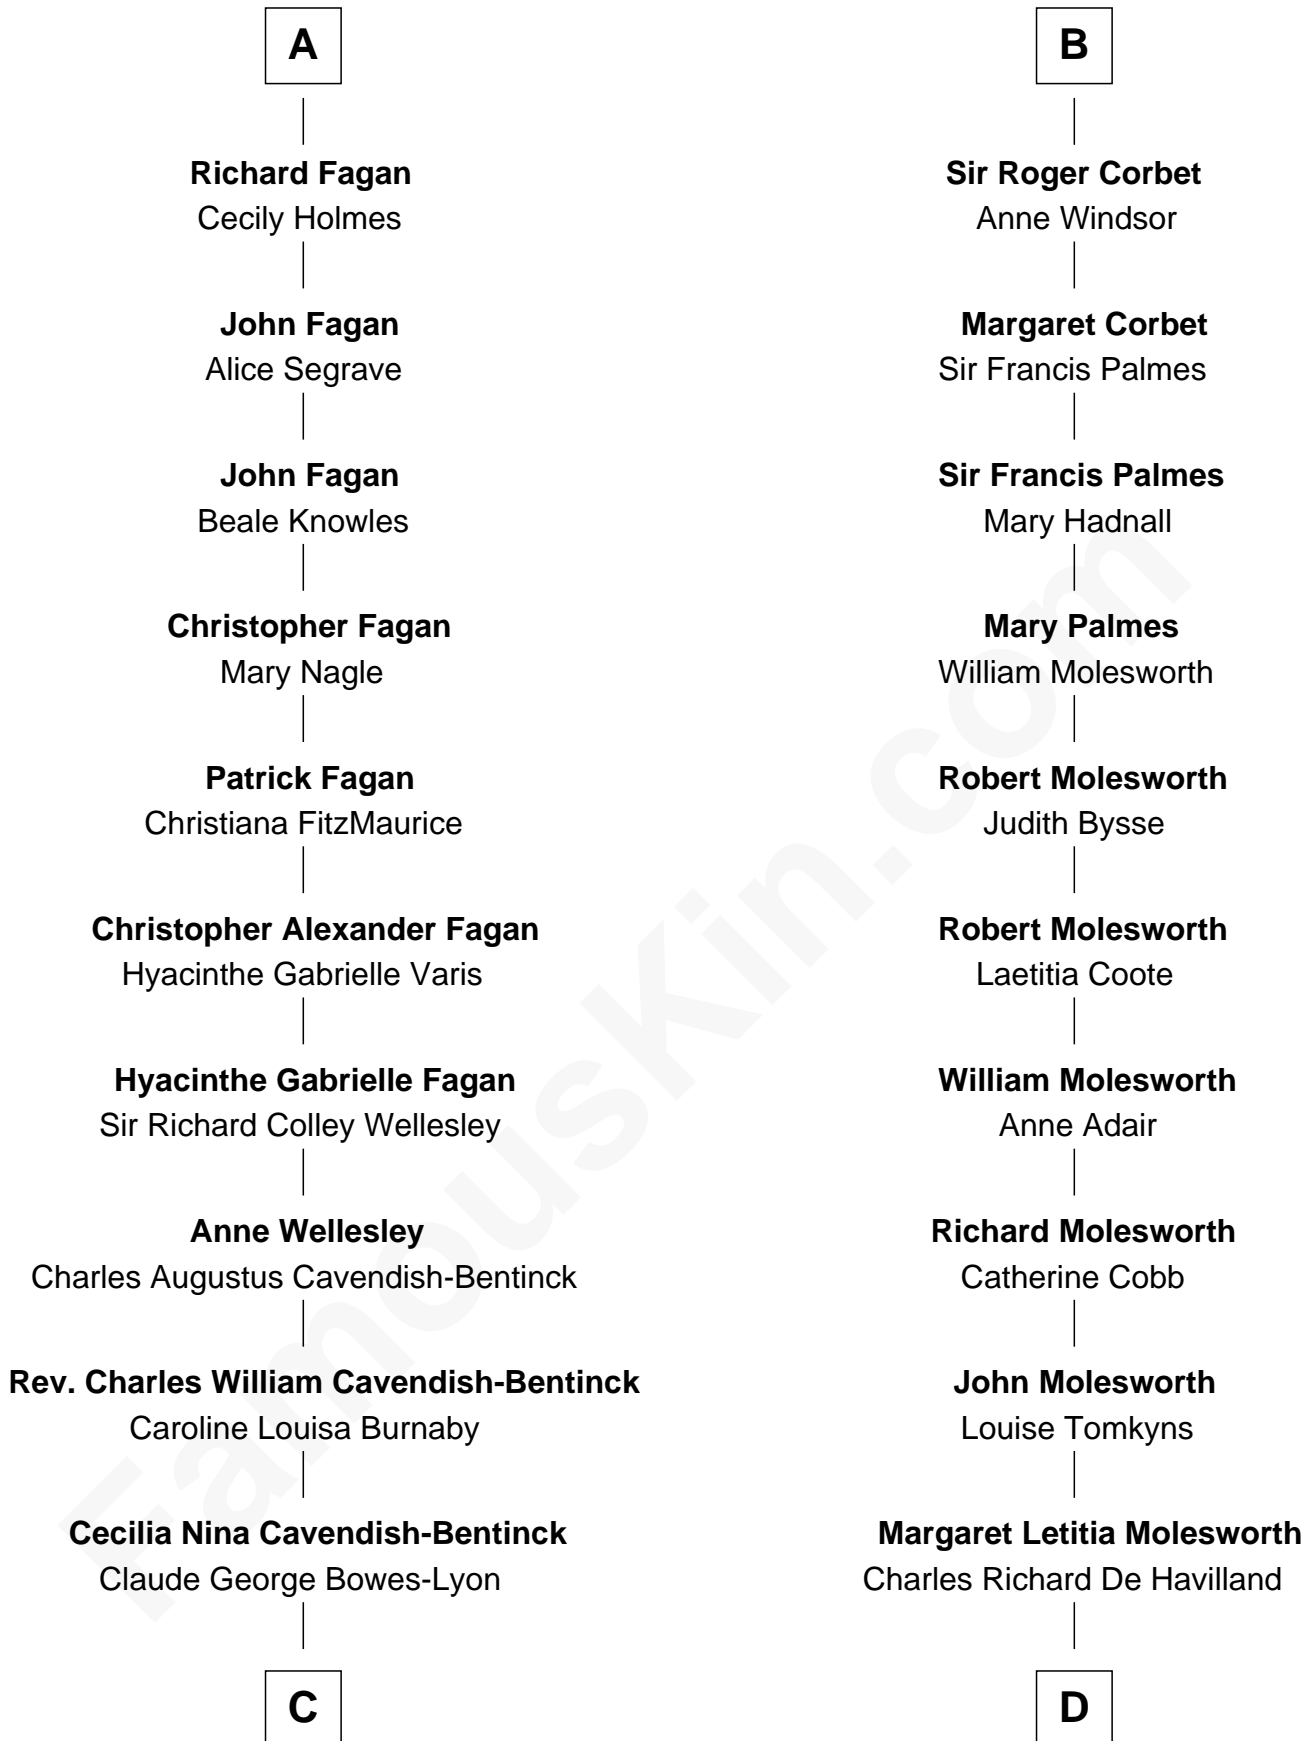 A
Richard Fagan
Cecily Holmes
John Fagan
Alice Segrave
John Fagan
Beale Knowles
Christopher Fagan
Mary Nagle
Patrick Fagan
Christiana FitzMaurice
Christopher Alexander Fagan
Hyacinthe Gabrielle Varis
Hyacinthe Gabrielle Fagan
Sir Richard Colley Wellesley
Anne Wellesley
Charles Augustus Cavendish-Bentinck
Rev. Charles William Cavendish-Bentinck
Caroline Louisa Burnaby
Cecilia Nina Cavendish-Bentinck
Claude George Bowes-Lyon
C
B
Sir Roger Corbet
Anne Windsor
Margaret Corbet
Sir Francis Palmes
Sir Francis Palmes
Mary Hadnall
Mary Palmes
William Molesworth
Robert Molesworth
Judith Bysse
Robert Molesworth
Laetitia Coote
William Molesworth
Anne Adair
Richard Molesworth
Catherine Cobb
John Molesworth
Louise Tomkyns
Margaret Letitia Molesworth
Charles Richard De Havilland
D
FamousKin.com